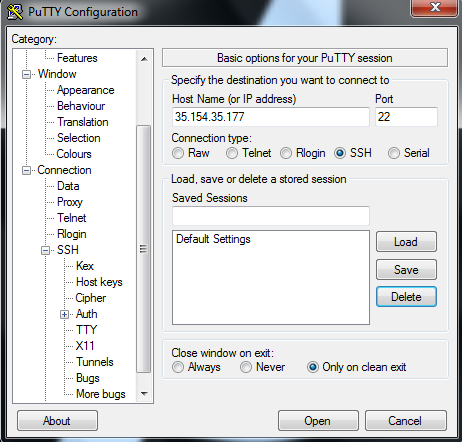 PuTTY Configuration
Category:
Features
Window
Appearance
Behaviour
Translation
Selection
Colours
Connection
Data
Proxy
Telnet
Rlogin
SSH
Kex
Host keys
Cipher
Auth
TTY
X11
Tunnels
Bugs
More bugs
Basic options for your PuTTY session
Specify the destination you want to connect to
Host Name (or IP address) Port
35.154.35.177 22
Connection type:
Raw Telnet Rlogin SSH Serial
Load, save or delete a stored session
Saved Sessions
Default Settings
Load
Save
Delete
Close window on exit:
Always Never Only on clean exit
About Open Cancel